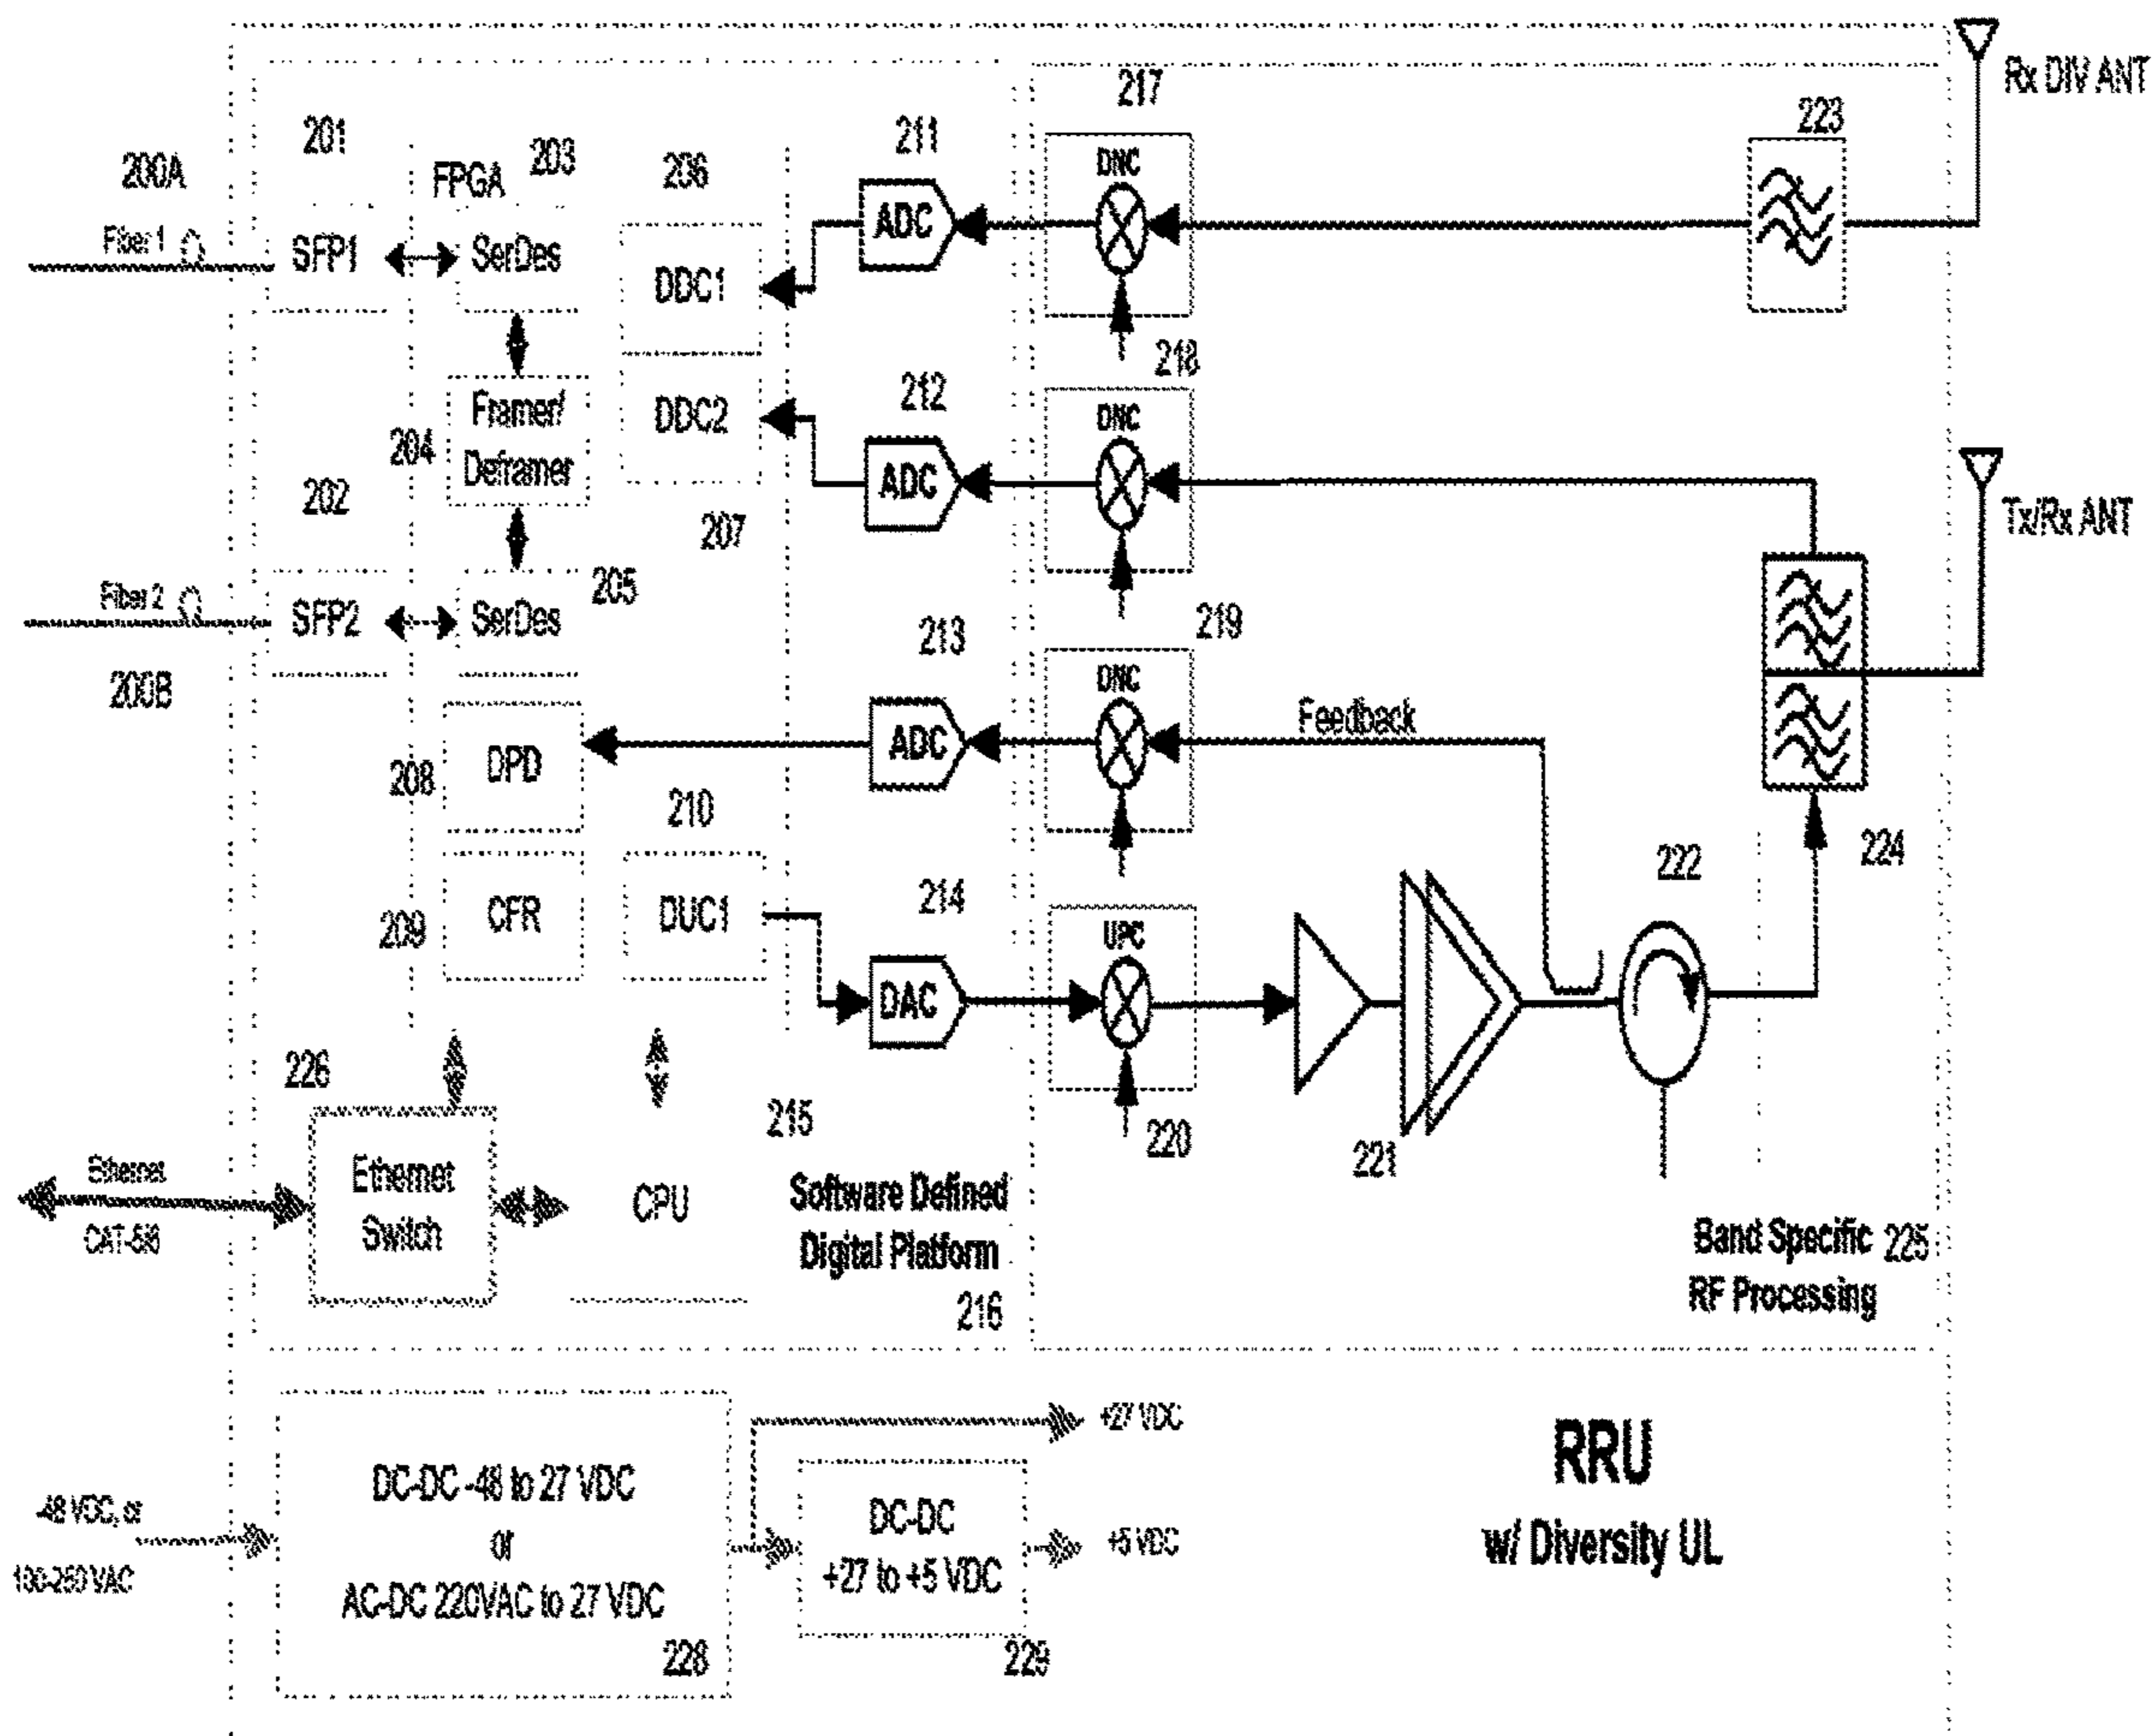 Rx DIV ANT
217
223
211
201
203
206
200A
FPGA
DNC
Fiber 1
SFP1
SerDes
ADC
DDC1
218
212
Framer/
Deframer
DDC2
DNC
204
ADC
202
207
Tx/Rx ANT
Fiber 2
SFP2
SerDes
205
213
219
200B
DNC
Feedback
208
DPD
ADC
210
222
224
209
CFR
DUC1
214
UPC
DAC
226
215
220
221
Ethernet
CAT-5/6
Ethernet
Switch
CPU
Software Defined
Digital Platform
216
Band Specific 225
RF Processing
+27 VDC
-48 VDC, or
100-250 VAC
DC-DC -48 to 27 VDC
or
AC-DC 220VAC to 27 VDC
228
DC-DC
+27 to +5 VDC
229
+5 VDC
RRU
w/ Diversity UL